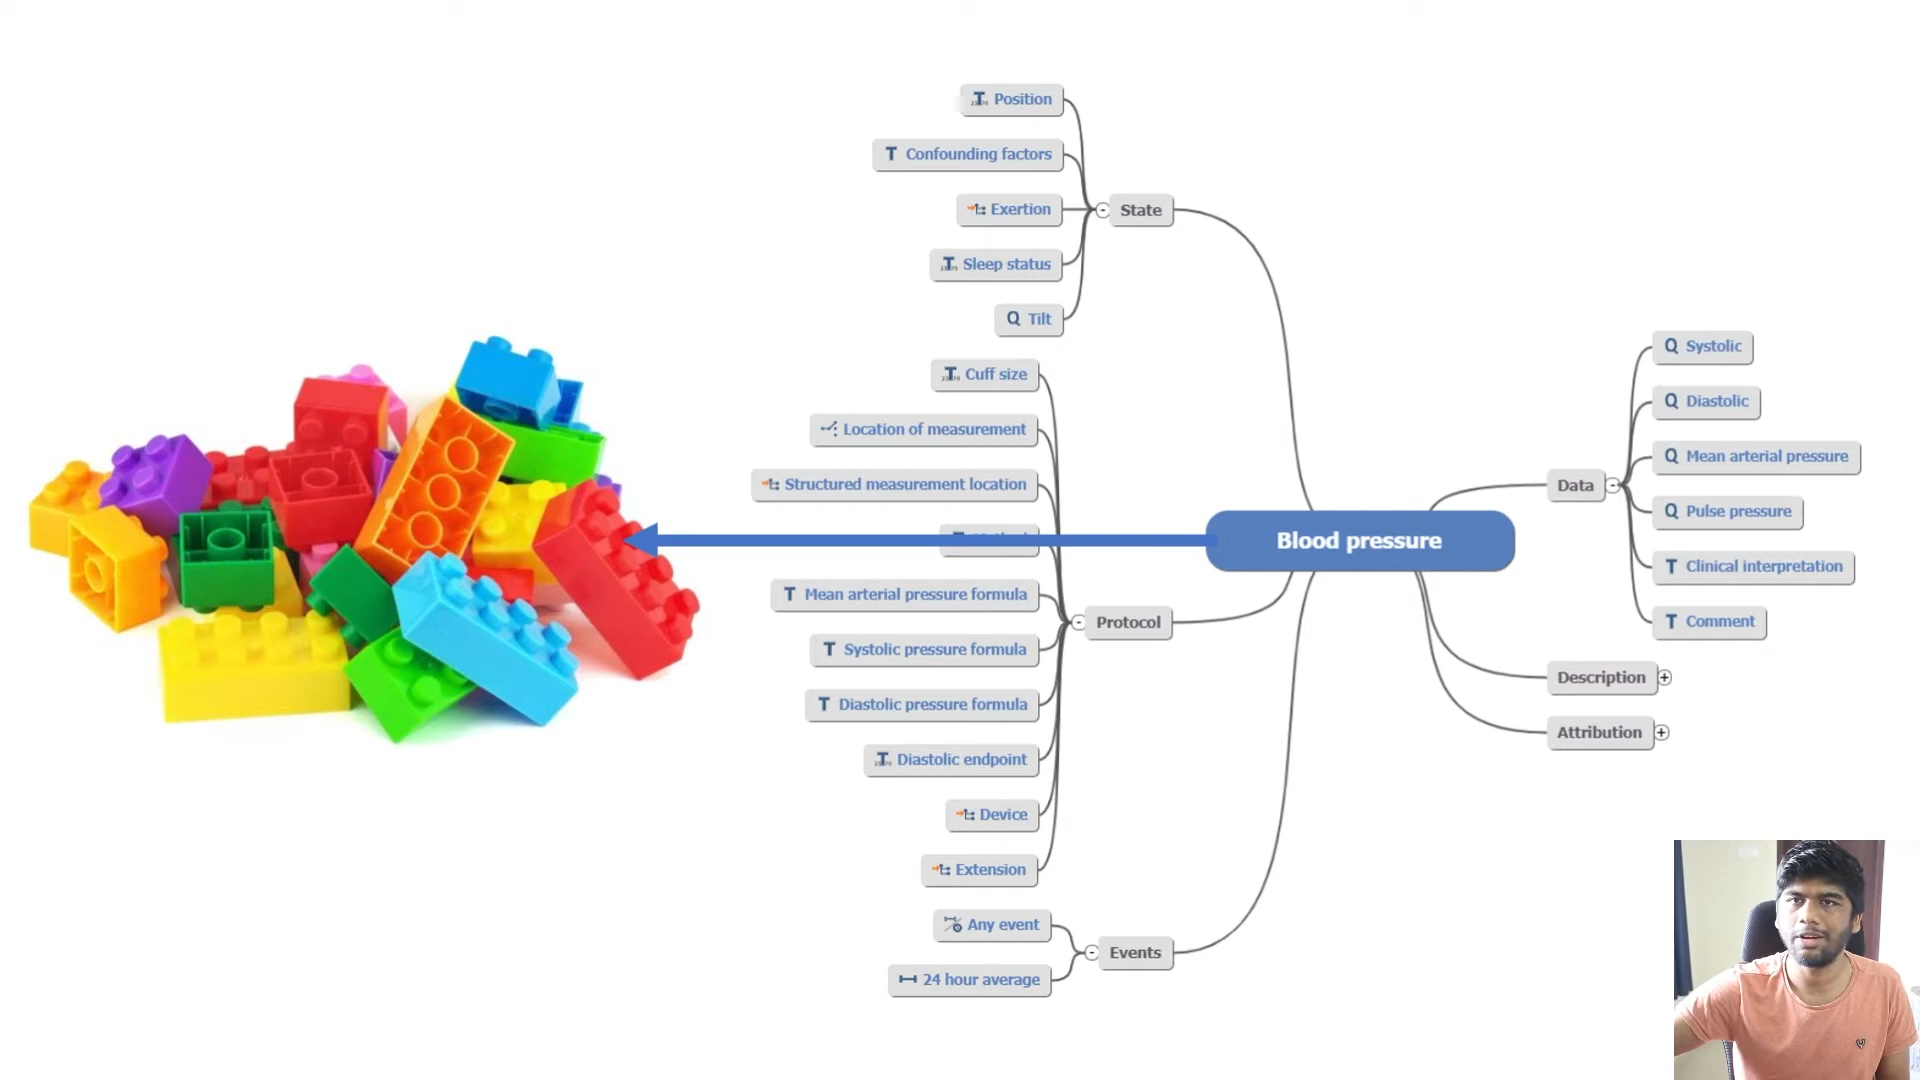 Position
Confounding factors
Exertion
State
Sleep status
Tilt
Cuff size
Location of measurement
Structured measurement location
Mean arterial pressure formula
Protocol
Systolic pressure formula
Diastolic pressure formula
Diastolic endpoint
Device
Extension
Any event
Events
24 hour average
Blood pressure
Systolic
Diastolic
Mean arterial pressure
Data
Pulse pressure
Clinical interpretation
Comment
Description
Attribution